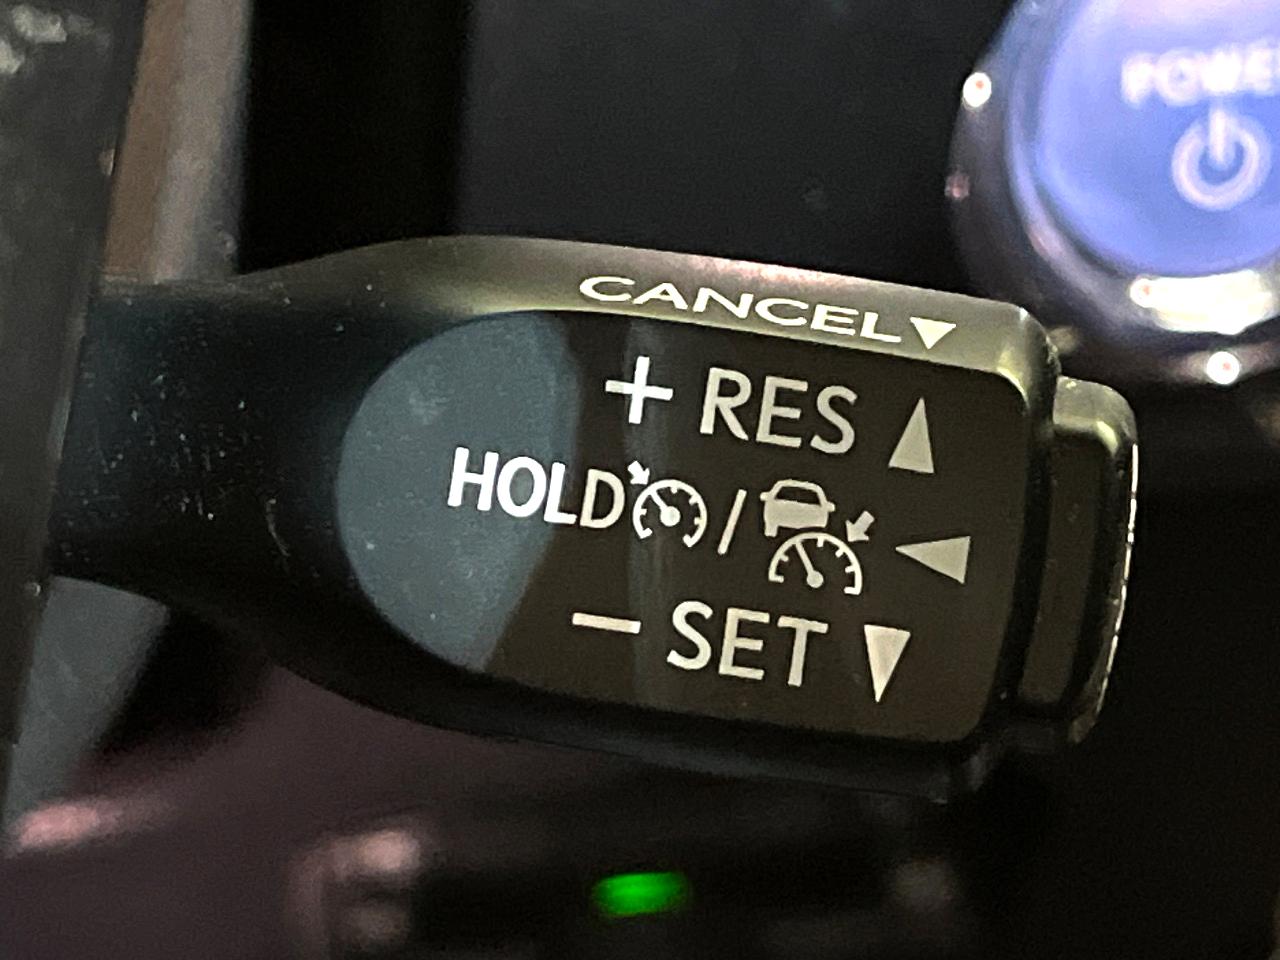 POWER
CANCEL▼
+ RES ▲
HOLD / ◀
− SET ▼